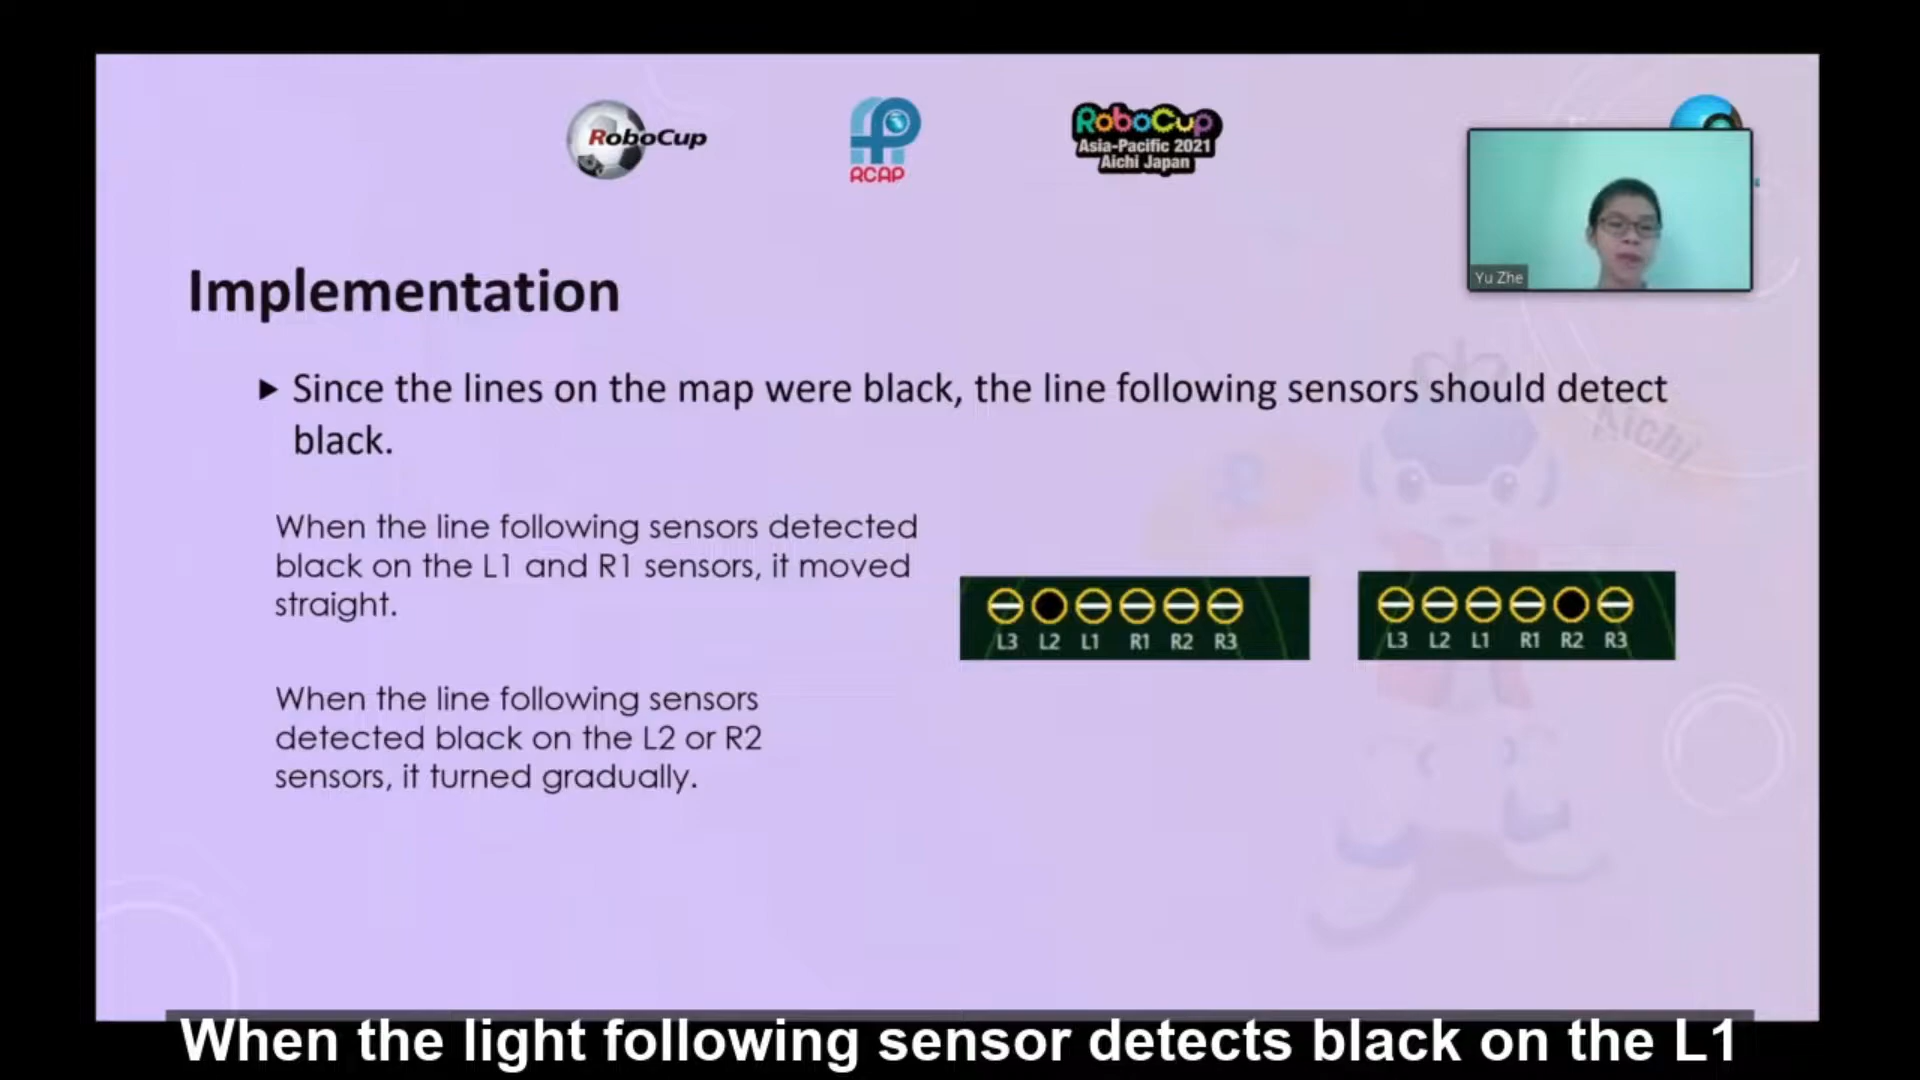 RoboCup
RCAP
RoboCup
Asia-Pacific 2021
Aichi Japan
Yu Zhe
Implementation
Since the lines on the map were black, the line following sensors should detect
black.
Aichi
When the line following sensors detected
black on the L1 and R1 sensors, it moved
straight.
L3 L2 L1 R1 R2 R3
L3 L2 L1 R1 R2 R3
When the line following sensors
detected black on the L2 or R2
sensors, it turned gradually.
When the light following sensor detects black on the L1